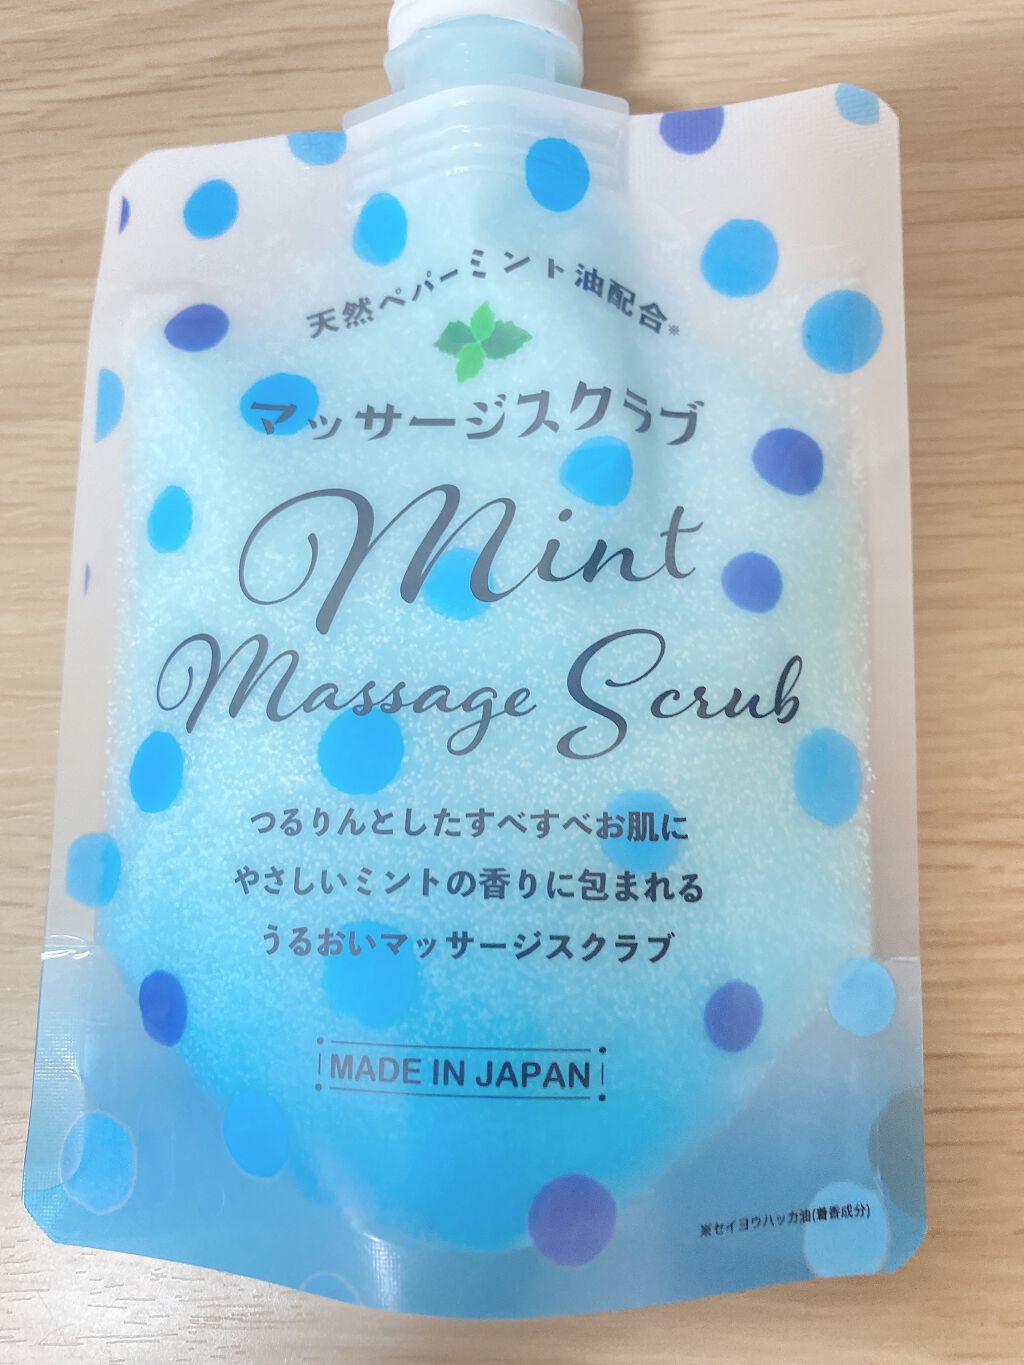 天然ペパーミント油配合※
マッサージスクラブ
Mint
Massage Scrub
つるりんとしたすべすべお肌に
やさしいミントの香りに包まれる
うるおいマッサージスクラブ
MADE IN JAPAN
※セイヨウハッカ油(着香成分)